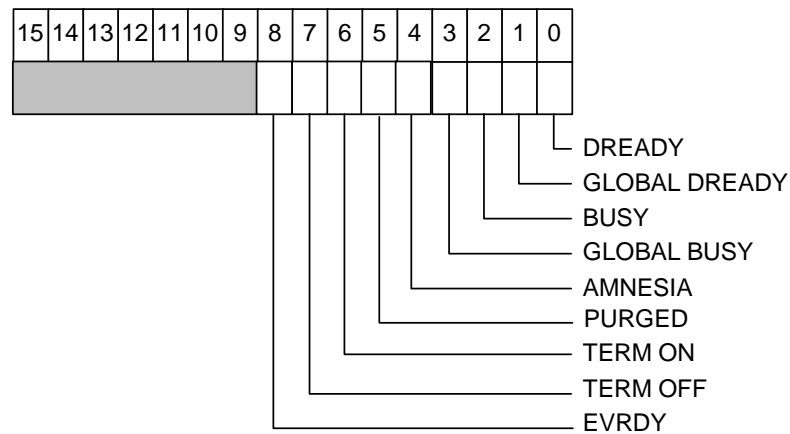 15 14 13 12 11 10 9 8 7 6 5 4 3 2 1 0
DREADY
GLOBAL DREADY
BUSY
GLOBAL BUSY
AMNESIA
PURGED
TERM ON
TERM OFF
EVRDY